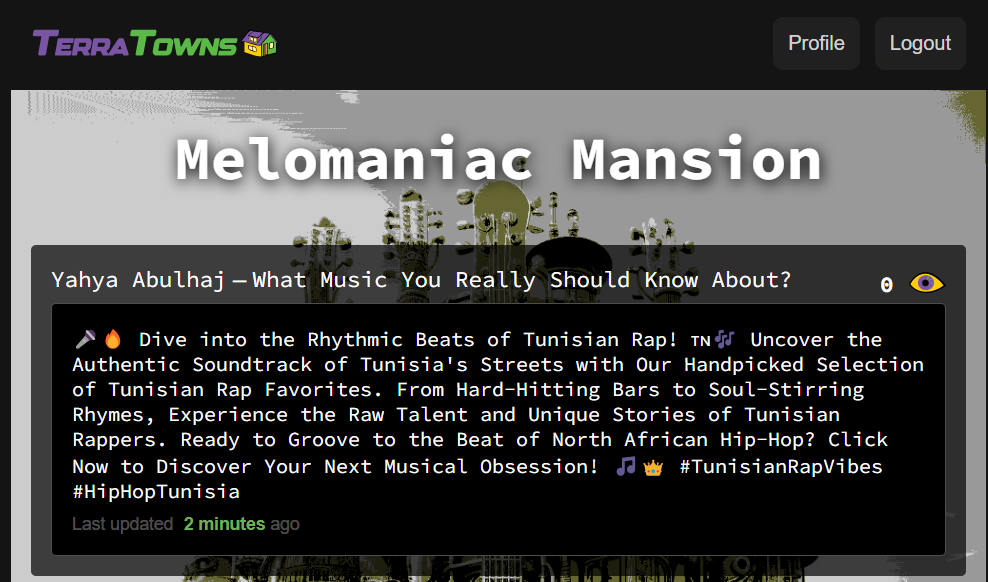 TerraTowns
Profile
Logout
Melomaniac Mansion
Yahya Abulhaj — What Music You Really Should Know About?
0
🎤🔥 Dive into the Rhythmic Beats of Tunisian Rap! TN🎶 Uncover the
Authentic Soundtrack of Tunisia's Streets with Our Handpicked Selection
of Tunisian Rap Favorites. From Hard-Hitting Bars to Soul-Stirring
Rhymes, Experience the Raw Talent and Unique Stories of Tunisian
Rappers. Ready to Groove to the Beat of North African Hip-Hop? Click
Now to Discover Your Next Musical Obsession! 🎵👑 #TunisianRapVibes
#HipHopTunisia
Last updated 2 minutes ago